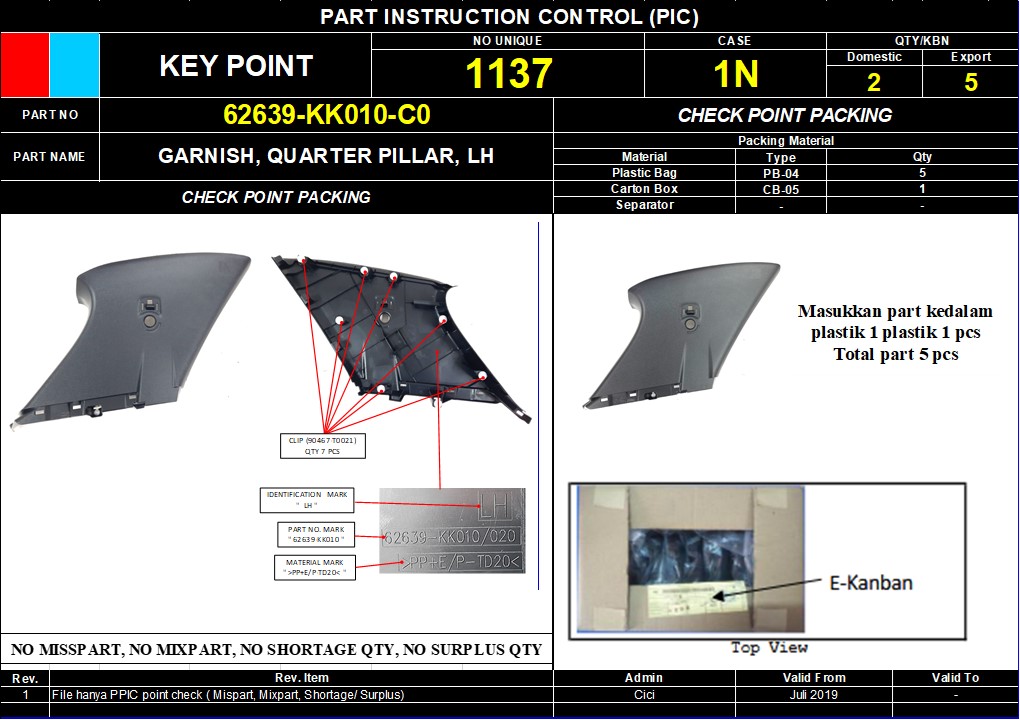 PART INSTRUCTION CONTROL (PIC)
KEY POINT
NO UNIQUE
1137
CASE
1N
QTY/KBN
Domestic
Export
2
5
PART NO
62639-KK010-C0
CHECK POINT PACKING
PART NAME
GARNISH, QUARTER PILLAR, LH
Packing Material
Material
Type
Qty
Plastic Bag
PB-04
5
Carton Box
CB-05
1
Separator
-
-
CHECK POINT PACKING
CLIP (90467-T0021)
QTY 7 PCS
IDENTIFICATION MARK
" LH "
PART NO. MARK
"62639-KK010 "
MATERIAL MARK
" >PP+E/P-TD20< "
LH
62639-KK010/020
>PP+E/P-TD20<
Masukkan part kedalam
plastik 1 plastik 1 pcs
Total part 5 pcs
E-Kanban
Top View
NO MISSPART, NO MIXPART, NO SHORTAGE QTY, NO SURPLUS QTY
Rev.
Rev. Item
Admin
Valid From
Valid To
1
File hanya PPIC point check ( Mispart, Mixpart, Shortage/ Surplus)
Cici
Juli 2019
-